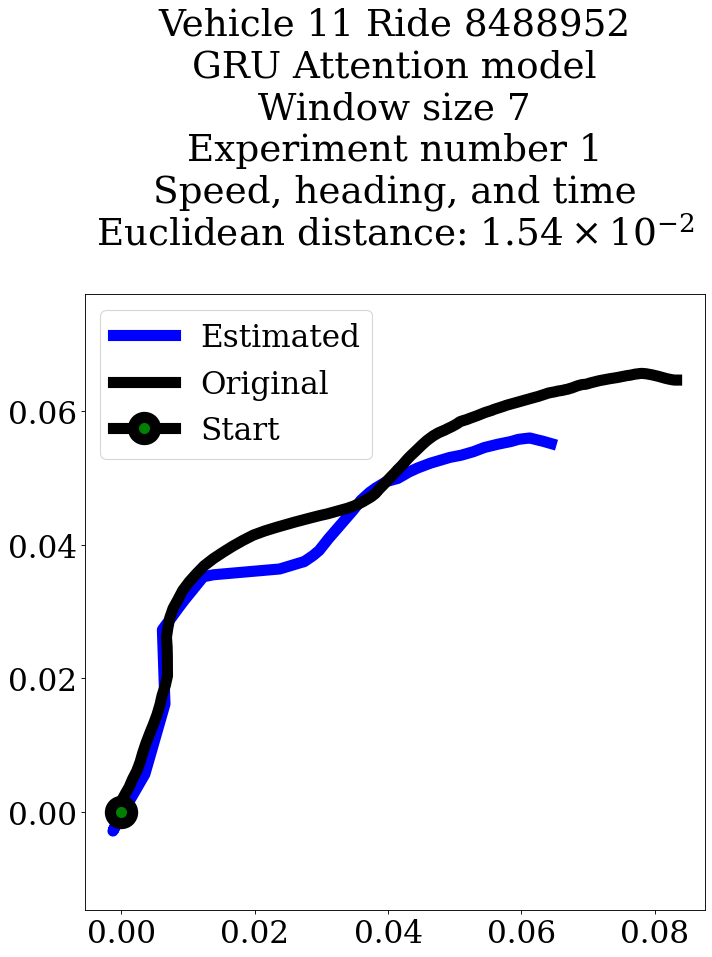 Vehicle 11 Ride 8488952
GRU Attention model
Window size 7
Experiment number 1
Speed, heading, and time
Euclidean distance: 1.54 × 10⁻²
Estimated
Original
Start
0.06
0.04
0.02
0.00
0.00 0.02 0.04 0.06 0.08